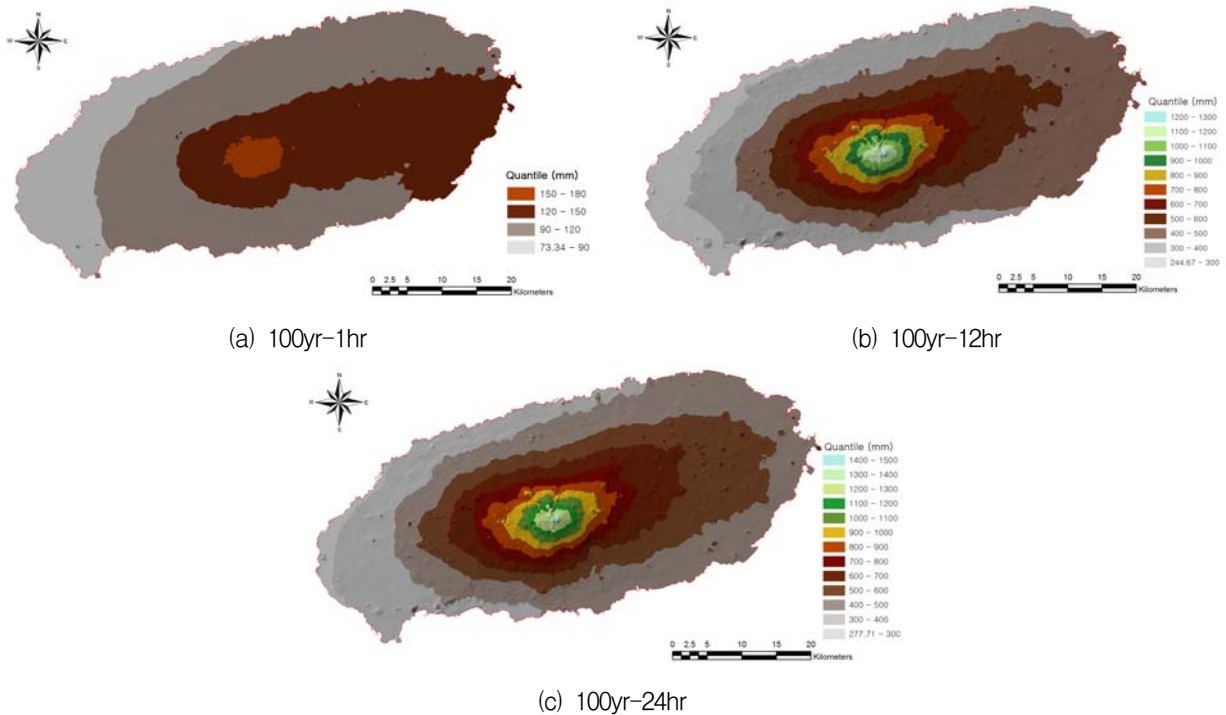 N
W E
S
Quantile (mm)
150 - 180
120 - 150
90 - 120
73.34 - 90
0 2.5 5 10 15 20
Kilometers
(a) 100yr-1hr
N
W E
S
Quantile (mm)
1200 - 1300
1100 - 1200
1000 - 1100
900 - 1000
800 - 900
700 - 800
600 - 700
500 - 600
400 - 500
300 - 400
244.67 - 300
0 2.5 5 10 15 20
Kilometers
(b) 100yr-12hr
N
E
Quantile (mm)
1400 - 1500
1300 - 1400
1200 - 1300
1100 - 1200
1000 - 1100
900 - 1000
800 - 900
700 - 800
600 - 700
500 - 600
400 - 500
300 - 400
277.71 - 300
0 2.5 5 10 15 20
Kilometers
(c) 100yr-24hr